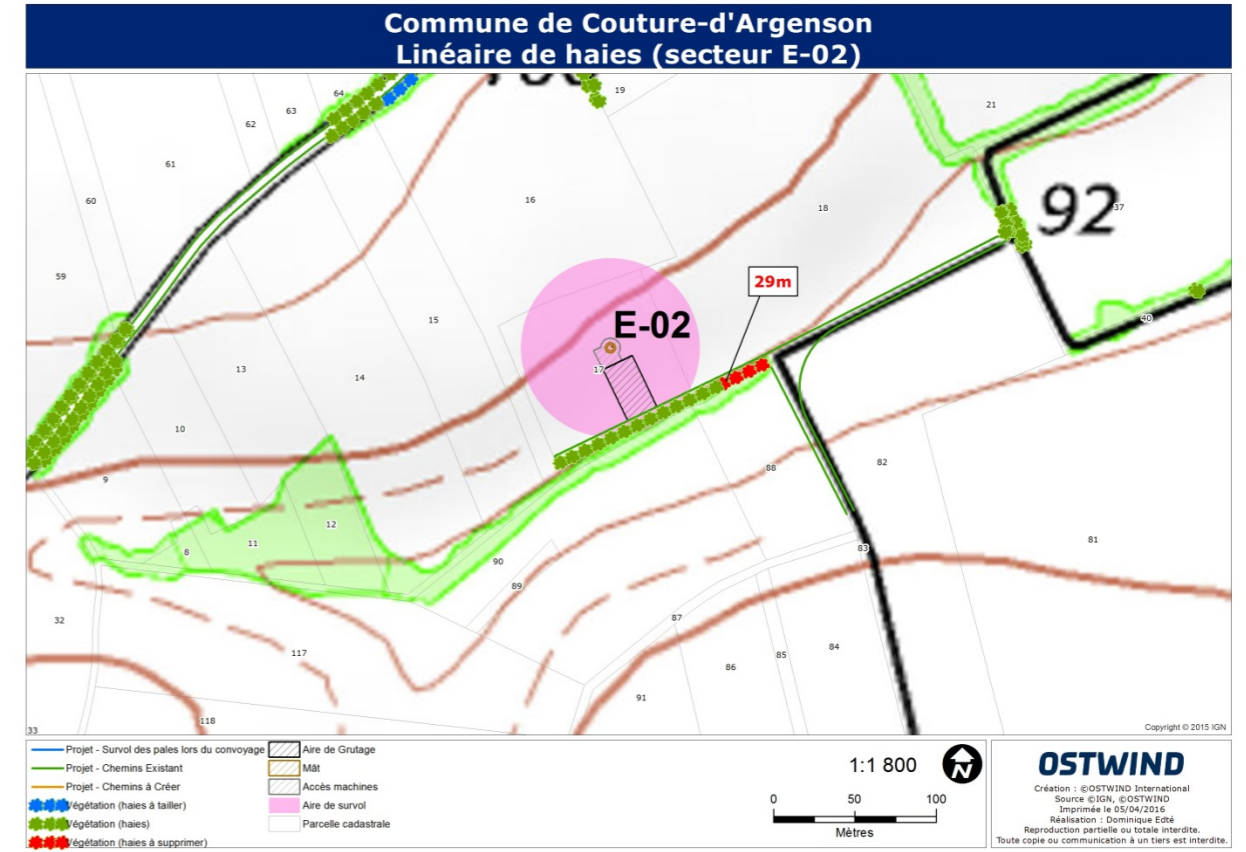 Commune de Couture-d'Argenson
Linéaire de haies (secteur E-02)
64
63
62
61
60
59
19
21
16
18
92
37
15
29m
E-02
40
17
13
14
10
9
88
82
12
11
8
90
89
83
81
32
117
87
86
85
84
91
118
33
Copyright © 2015 IGN
Projet - Survol des pales lors du convoyage
Projet - Chemins Existant
Projet - Chemins à Créer
Végétation (haies à tailler)
Végétation (haies)
Végétation (haies à supprimer)
Aire de Grutage
Mât
Accès machines
Aire de survol
Parcelle cadastrale
1:1 800
N
0 50 100
Mètres
OSTWIND
Création : ©OSTWIND International
Source ©IGN, ©OSTWIND
Imprimée le 05/04/2016
Réalisation : Dominique Edté
Reproduction partielle ou totale interdite.
Toute copie ou communication à un tiers est interdite.